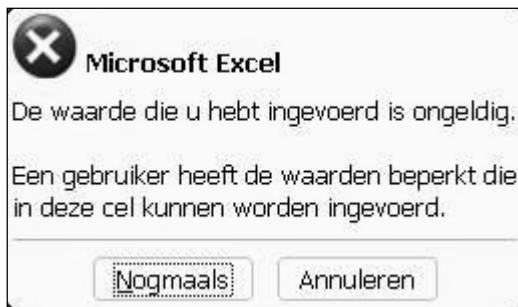 Microsoft Excel
De waarde die u hebt ingevoerd is ongeldig.
Een gebruiker heeft de waarden beperkt die
in deze cel kunnen worden ingevoerd.
Nogmaals Annuleren